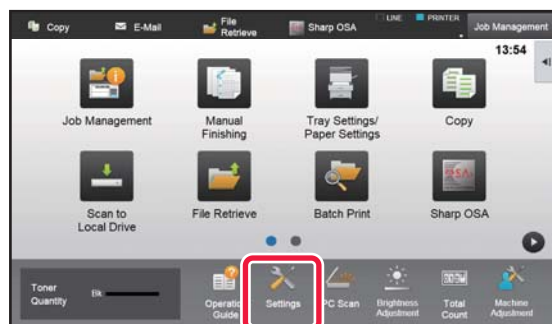 Copy
E-Mail
File
Retrieve
Sharp OSA
LINE
PRINTER
Job Management
13:54
Job Management
Manual
Finishing
Tray Settings/
Paper Settings
Copy
Scan to
Local Drive
File Retrieve
Batch Print
Sharp OSA
Toner
Quantity
Bk
Operation
Guide
Settings
PC Scan
Brightness
Adjustment
Total
Count
Machine
Adjustment